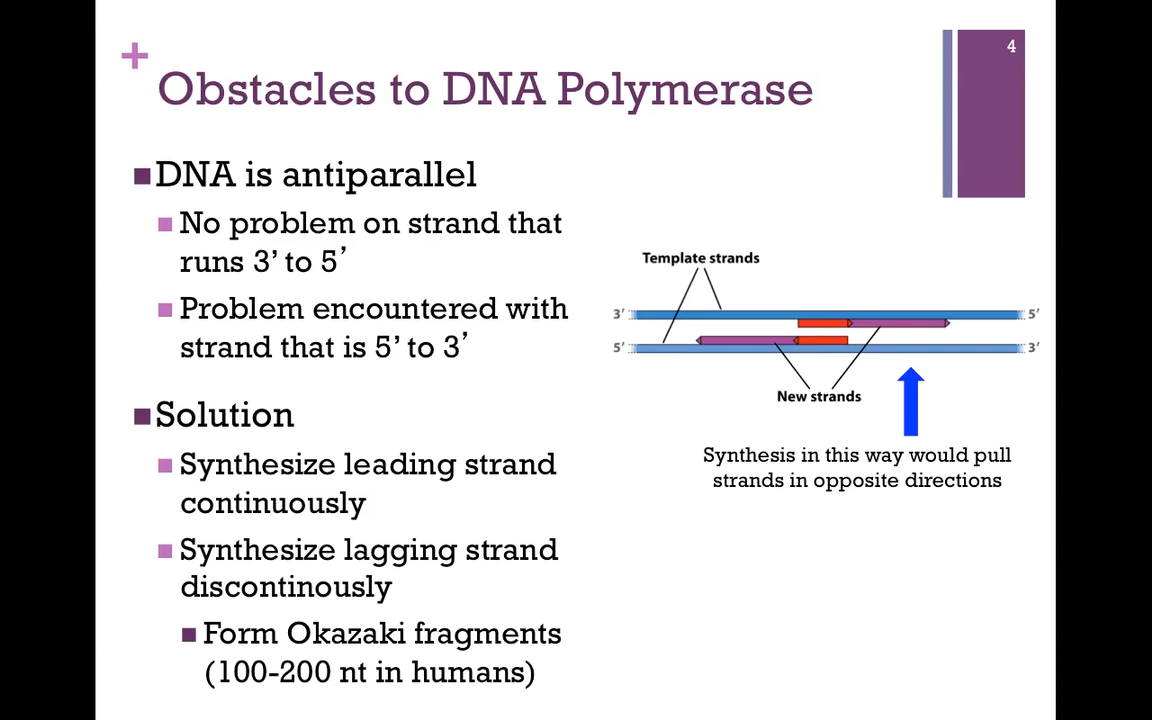 4
+
Obstacles to DNA Polymerase
DNA is antiparallel
No problem on strand that
runs 3’ to 5’
Problem encountered with
strand that is 5’ to 3’
Solution
Synthesize leading strand
continuously
Synthesize lagging strand
discontinously
Form Okazaki fragments
(100-200 nt in humans)
Template strands
3′ 5′
5′ 3′
New strands
Synthesis in this way would pull
strands in opposite directions